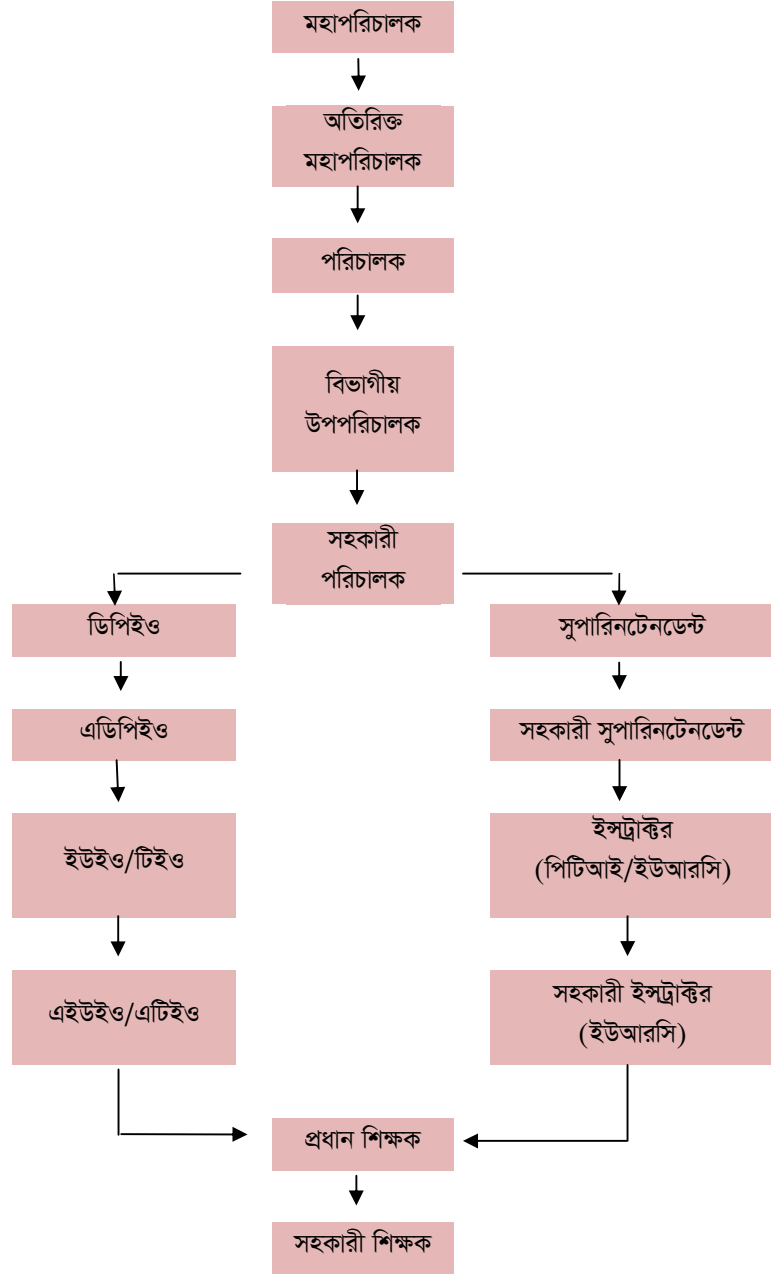 মহাপরিচালক
অতিরিক্ত
মহাপরিচালক
পরিচালক
বিভাগীয়
উপপরিচালক
সহকারী
পরিচালক
ডিপিইও
সুপারিনটেনডেন্ট
এডিপিইও
সহকারী সুপারিনটেনডেন্ট
ইউইও/টিইও
ইন্সট্রাক্টর
(পিটিআই/ইউআরসি)
এইউইও/এটিইও
সহকারী ইন্সট্রাক্টর
(ইউআরসি)
প্রধান শিক্ষক
সহকারী শিক্ষক